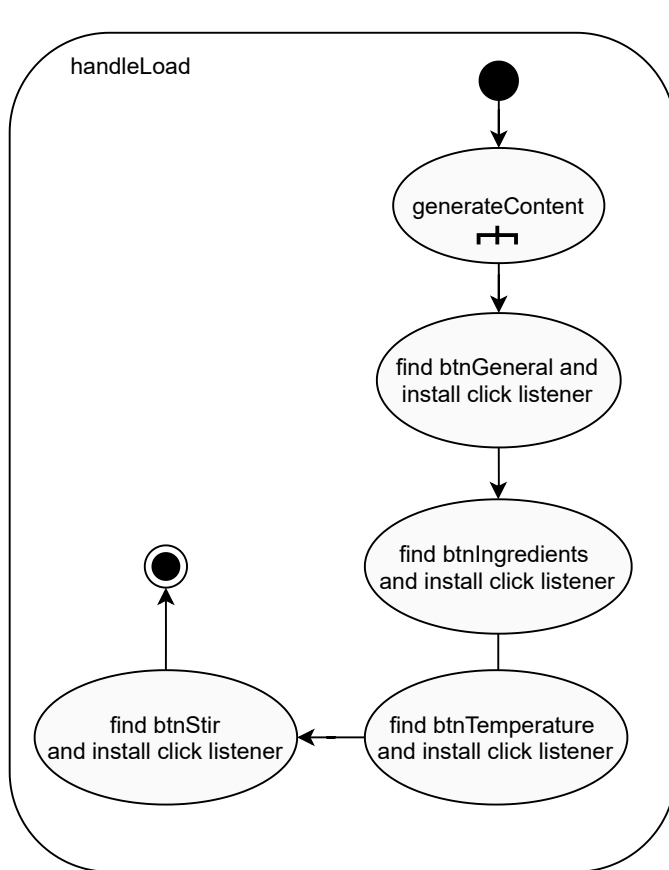 handleLoad
generateContent
find btnGeneral and
install click listener
find btnIngredients
and install click listener
find btnTemperature
and install click listener
find btnStir
and install click listener